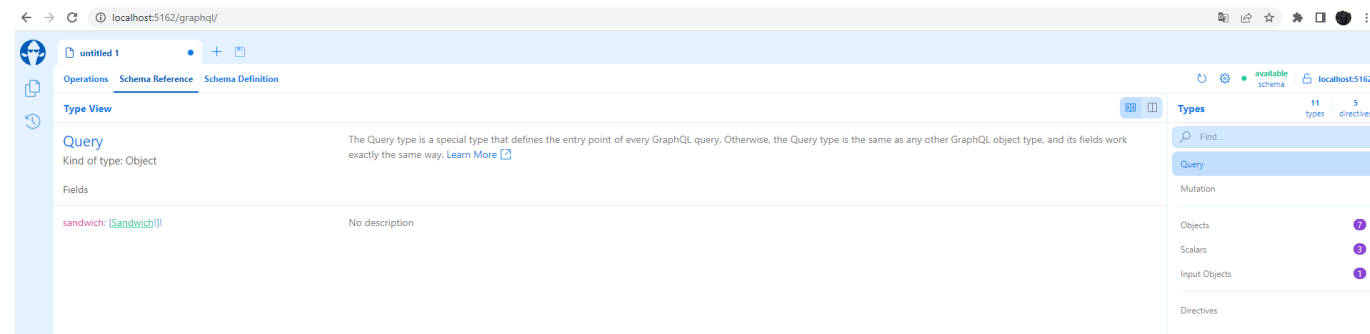 localhost:5162/graphql/
untitled 1
Operations Schema Reference Schema Definition
available
schema
localhost:5162
Type View
Types
11
types
5
directives
Query
Kind of type: Object
The Query type is a special type that defines the entry point of every GraphQL query. Otherwise, the Query type is the same as any other GraphQL object type, and its fields work
exactly the same way. Learn More
Fields
sandwich: [Sandwich!]!
No description
Find...
Query
Mutation
Objects 7
Scalars 3
Input Objects 1
Directives